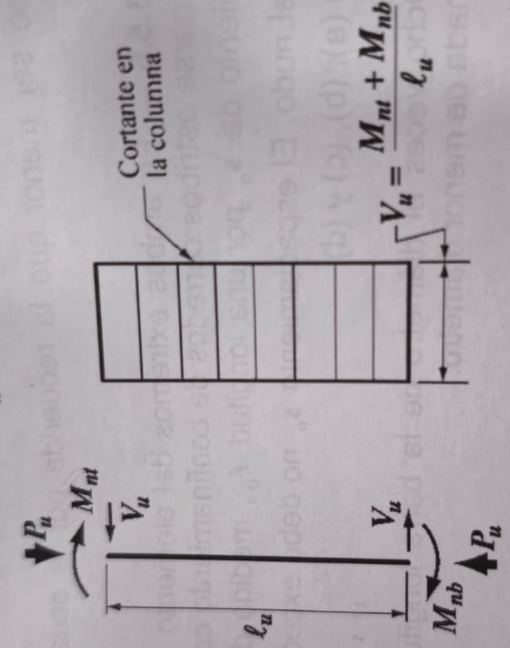 P_u
M_nt
V_u
ℓ_u
V_u
M_nb
P_u
Cortante en
la columna
V_u = (M_nt + M_nb) / ℓ_u